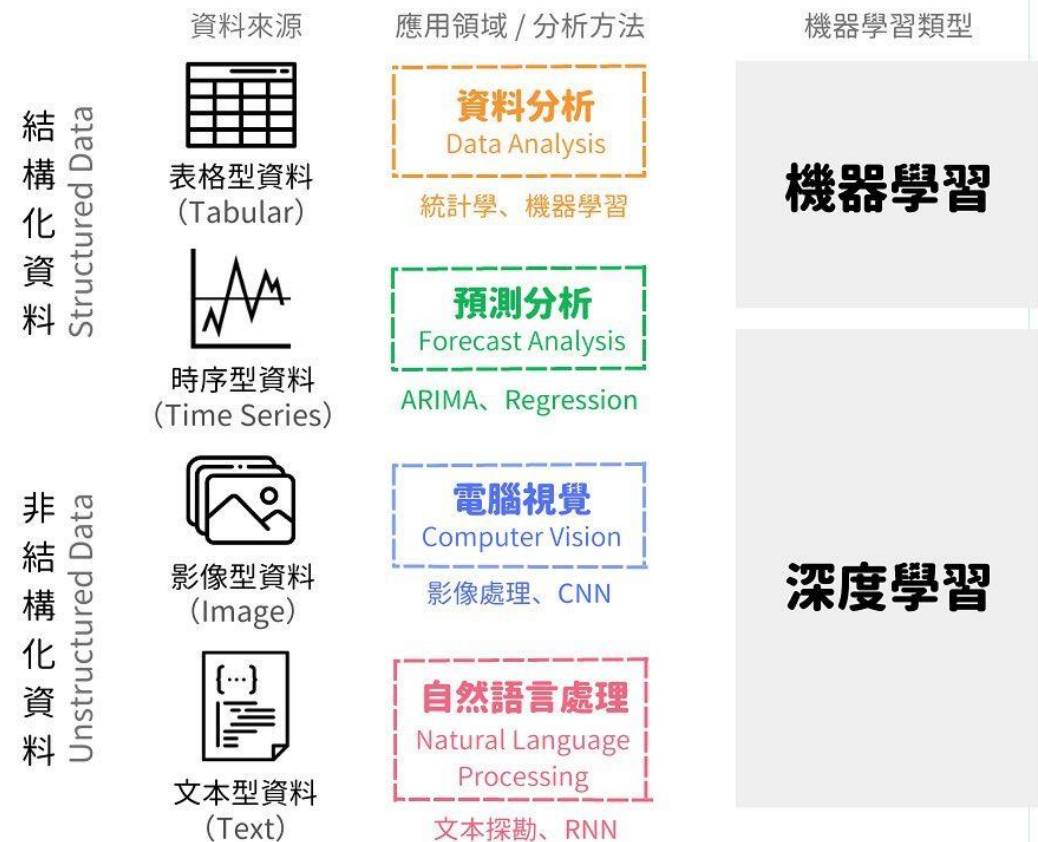 資料來源
應用領域 / 分析方法
機器學習類型
結構化資料
Structured Data
表格型資料
（Tabular）
資料分析
Data Analysis
統計學、機器學習
機器學習
時序型資料
（Time Series）
預測分析
Forecast Analysis
ARIMA、Regression
非結構化資料
Unstructured Data
影像型資料
（Image）
電腦視覺
Computer Vision
影像處理、CNN
深度學習
{...}
文本型資料
（Text）
自然語言處理
Natural Language
Processing
文本探勘、RNN